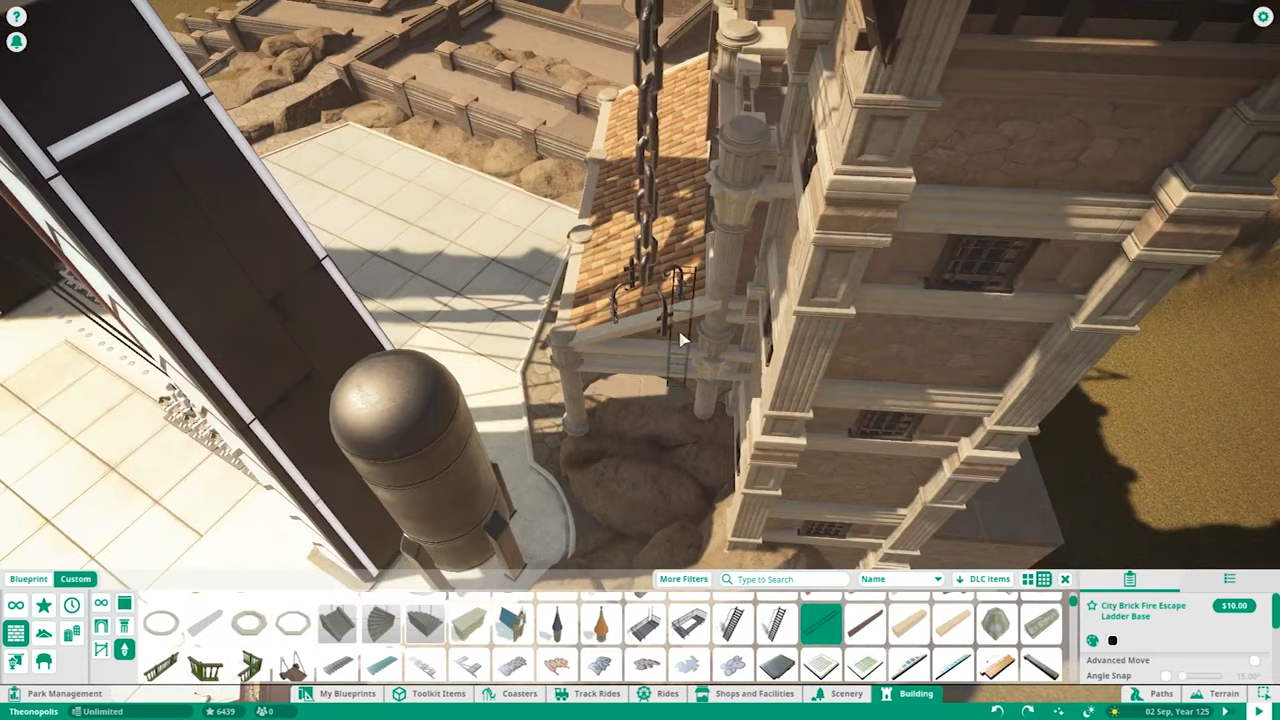 ?
Blueprint
Custom
More Filters
Type to Search
Name
DLC items
City Brick Fire Escape
Ladder Base
$10.00
Advanced Move
Angle Snap
15.00°
Park Management
My Blueprints
Toolkit Items
Coasters
Track Rides
Rides
Shops and Facilities
Scenery
Building
Paths
Terrain
Theonopolis
Unlimited
6439
0
02 Sep, Year 125